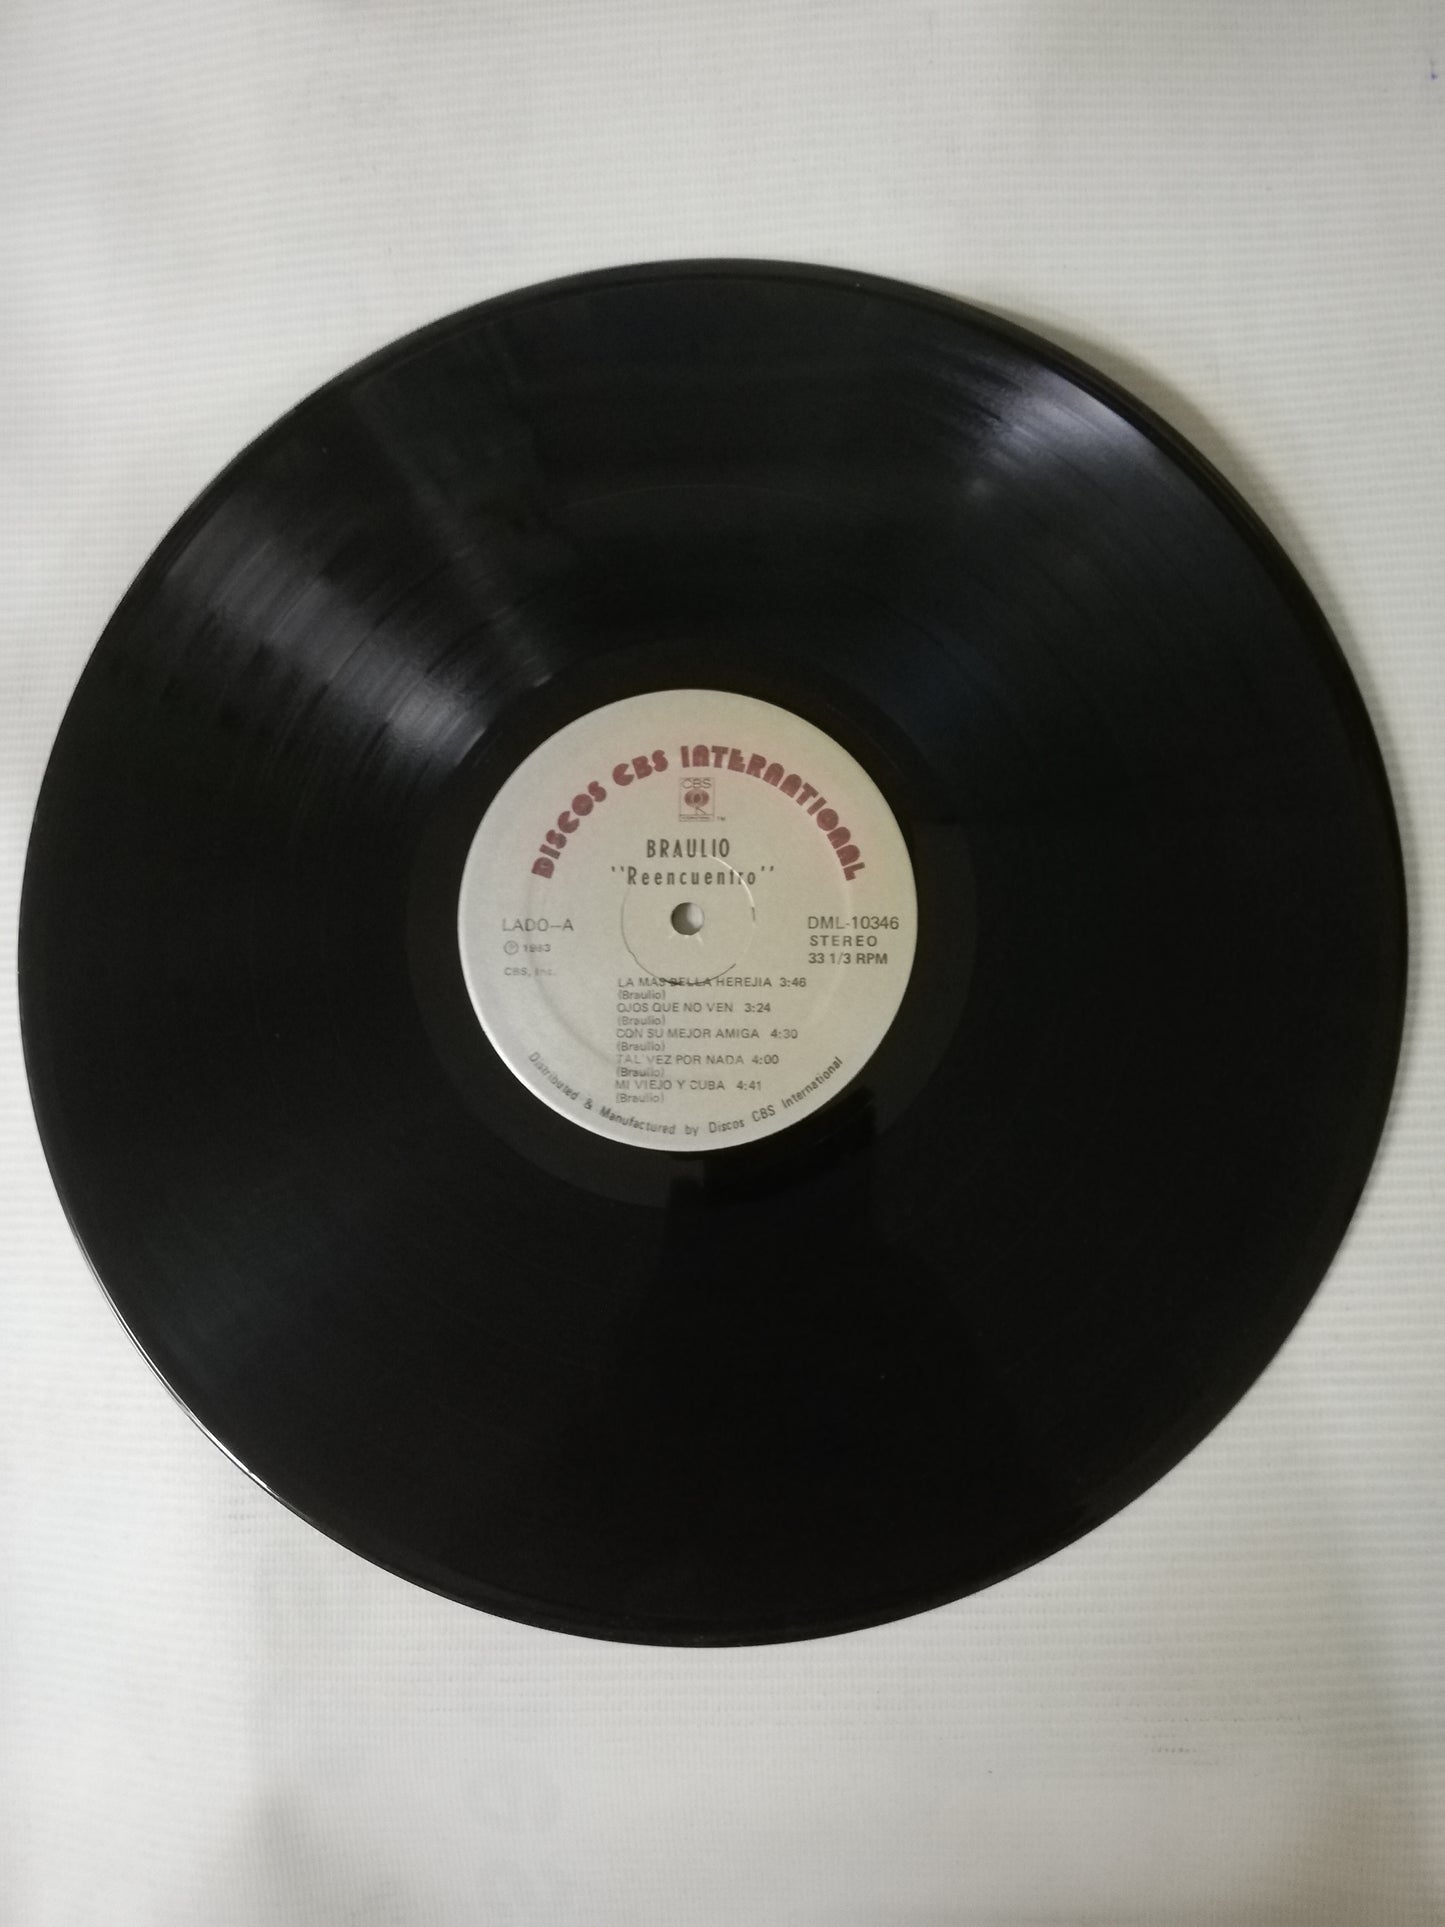 DISCOS CBS INTERNATIONAL
CBS
™
BRAULIO
"Reencuentro"
LADO-A
℗ 1983
CBS, Inc.
DML-10346
STEREO
33 1/3 RPM
LA MAS BELLA HEREJIA 3:46
(Braulio)
OJOS QUE NO VEN 3:24
(Braulio)
CON SU MEJOR AMIGA 4:30
(Braulio)
TAL VEZ POR NADA 4:00
(Braulio)
MI VIEJO Y CUBA 4:41
(Braulio)
Distributed & Manufactured by Discos CBS International